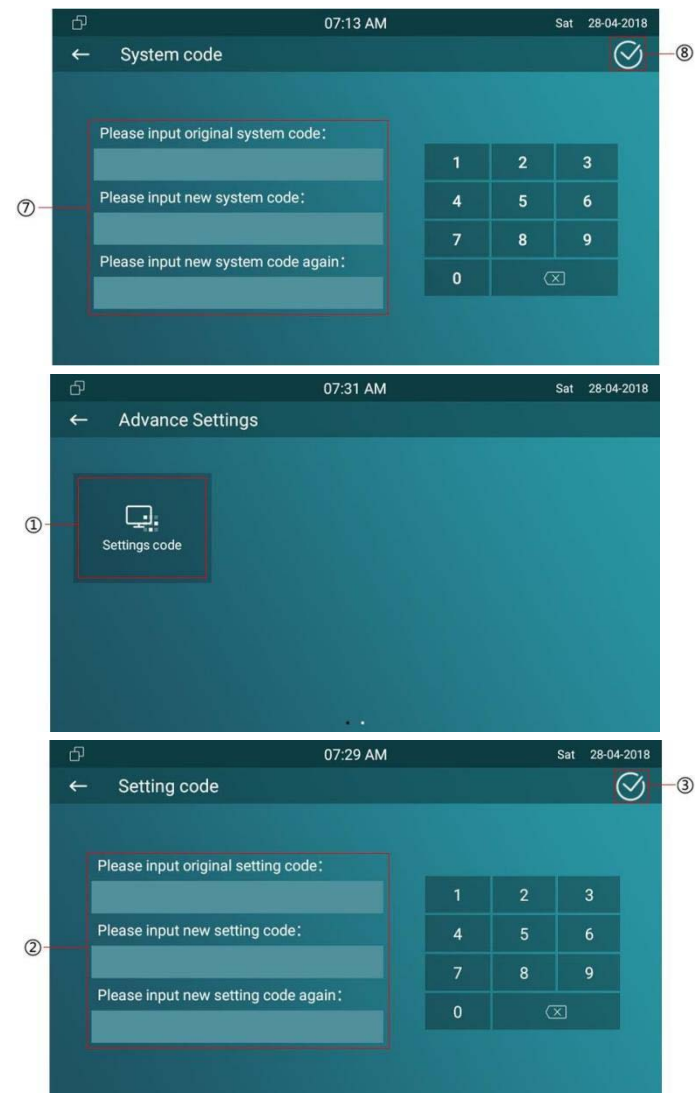 07:13 AM Sat 28-04-2018
System code ⑧
Please input original system code:
1 2 3
Please input new system code:
⑦ 4 5 6
7 8 9
Please input new system code again:
0
07:31 AM Sat 28-04-2018
Advance Settings
①
Settings code
07:29 AM Sat 28-04-2018
Setting code ③
Please input original setting code:
1 2 3
Please input new setting code:
② 4 5 6
7 8 9
Please input new setting code again:
0